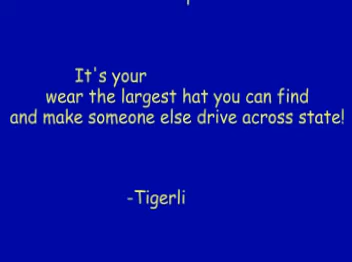 It's your
wear the largest hat you can find
and make someone else drive across state!
-Tigerli